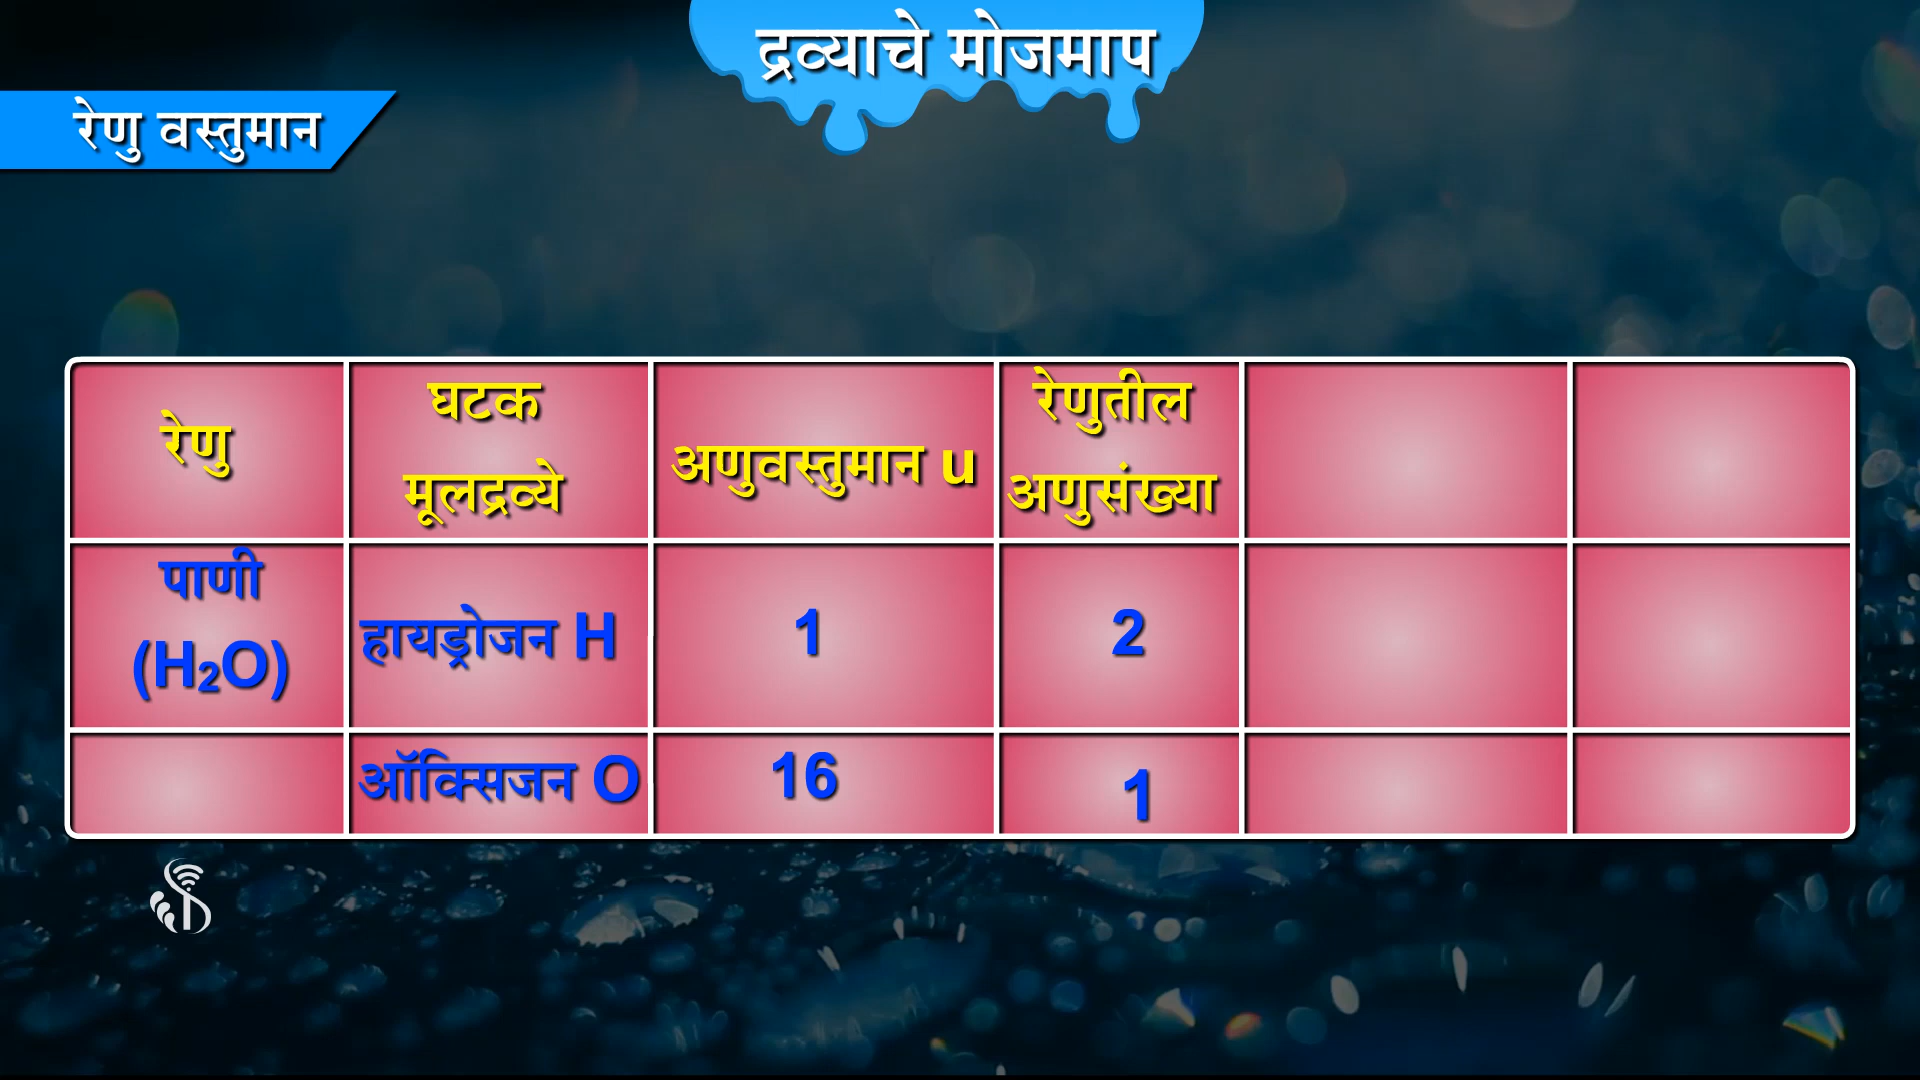 द्रव्याचे मोजमाप
रेणु वस्तुमान
रेणु
घटक
मूलद्रव्ये
अणुवस्तुमान u
रेणुतील
अणुसंख्या
पाणी
(H₂O)
हायड्रोजन H
1
2
ऑक्सिजन O
16
1